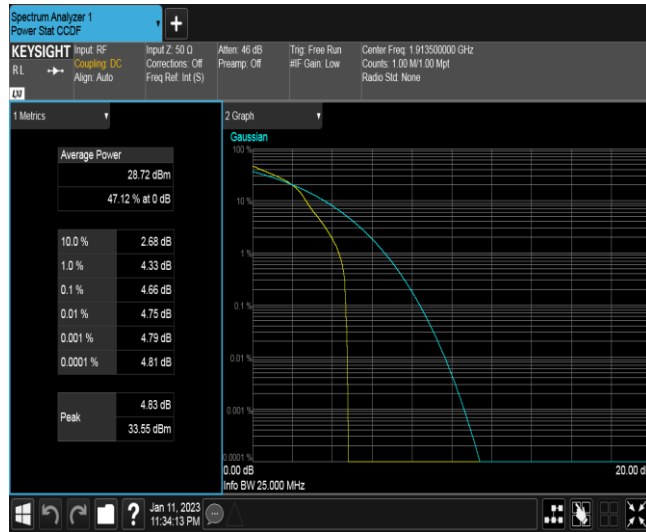 Spectrum Analyzer 1
Power Stat CCDF
+
KEYSIGHT
RL
LXI
Input: RF
Coupling: DC
Align: Auto
Input Z: 50 Ω
Corrections: Off
Freq Ref: Int (S)
Atten: 46 dB
Preamp: Off
Trig: Free Run
#IF Gain: Low
Center Freq: 1.913500000 GHz
Counts: 1.00 M/1.00 Mpt
Radio Std: None
1 Metrics
Average Power
28.72 dBm
47.12 % at 0 dB
10.0 % 2.68 dB
1.0 % 4.33 dB
0.1 % 4.66 dB
0.01 % 4.75 dB
0.001 % 4.79 dB
0.0001 % 4.81 dB
Peak
4.83 dB
33.55 dBm
2 Graph
Gaussian
100 %
10 %
1 %
0.1 %
0.01 %
0.001 %
0.0001 %
0.00 dB
20.00 d
Info BW 25.000 MHz
?
Jan 11, 2023
11:34:13 PM